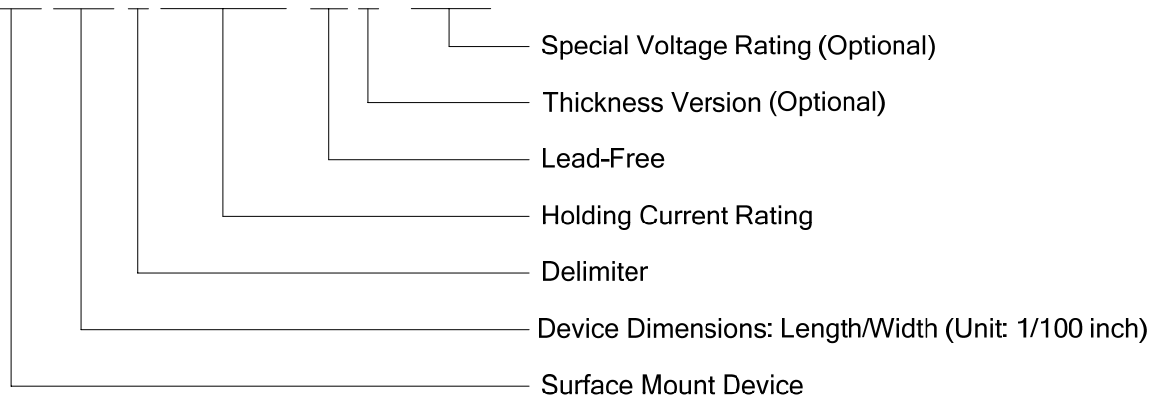 Special Voltage Rating (Optional)
Thickness Version (Optional)
Lead-Free
Holding Current Rating
Delimiter
Device Dimensions: Length/Width (Unit: 1/100 inch)
Surface Mount Device